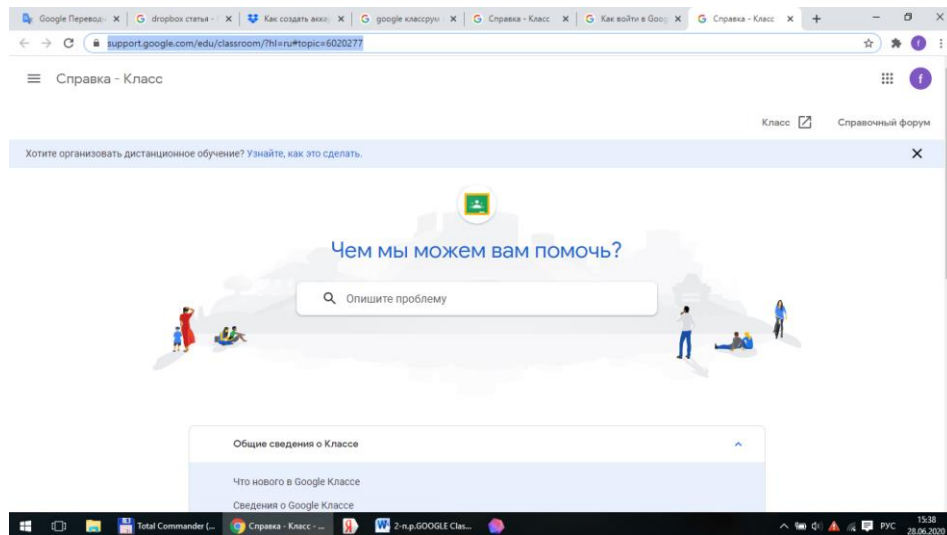 Google Перевод
dropbox статья -
Как создать акка
google классрум
Справка - Класс
Как войти в Goog
Справка - Класс
support.google.com/edu/classroom/?hl=ru#topic=6020277
f
Справка - Класс
f
Класс
Справочный форум
Хотите организовать дистанционное обучение? Узнайте, как это сделать.
Чем мы можем вам помочь?
Опишите проблему
Общие сведения о Классе
Что нового в Google Классе
Сведения о Google Классе
Total Commander (...
Справка - Класс - ...
2-п.р.GOOGLE Clas...
РУС
15:38
28.06.2020